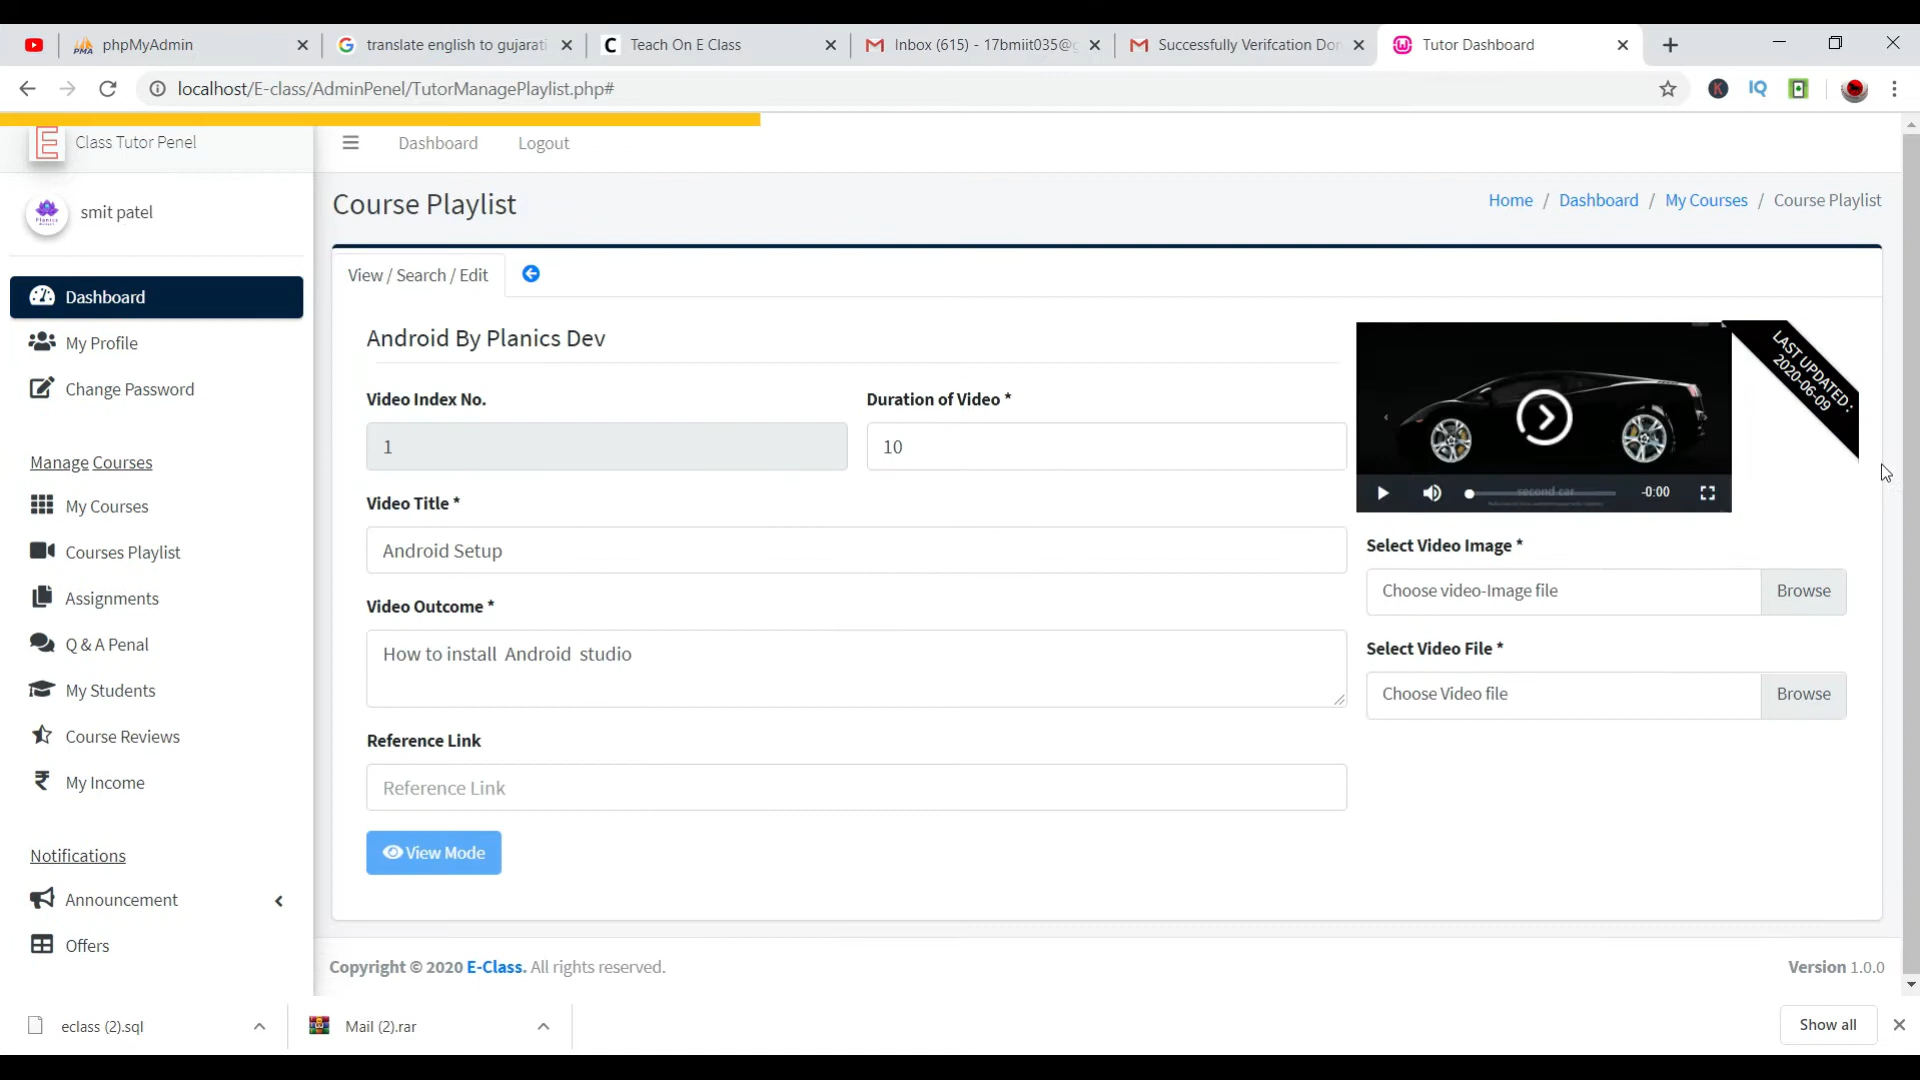 phpMyAdmin
translate english to gujarati
Teach On E Class
Inbox (615) - 17bmiit035@g
Successfully Verifcation Don
Tutor Dashboard
localhost/E-class/AdminPenel/TutorManagePlaylist.php#
IQ
E Class Tutor Penel
Dashboard
Logout
smit patel
Dashboard
My Profile
Change Password
Manage Courses
My Courses
Courses Playlist
Assignments
Q & A Penal
My Students
Course Reviews
My Income
Notifications
Announcement
Offers
Course Playlist
Home / Dashboard / My Courses / Course Playlist
View / Search / Edit
Android By Planics Dev
Video Index No.
1
Duration of Video *
10
Video Title *
Android Setup
Video Outcome *
How to install Android studio
Reference Link
Reference Link
View Mode
LAST UPDATED :
2020-06-09
second car
-0:00
Select Video Image *
Choose video-Image file
Browse
Select Video File *
Choose Video file
Browse
Copyright © 2020 E-Class. All rights reserved.
Version 1.0.0
eclass (2).sql
Mail (2).rar
Show all